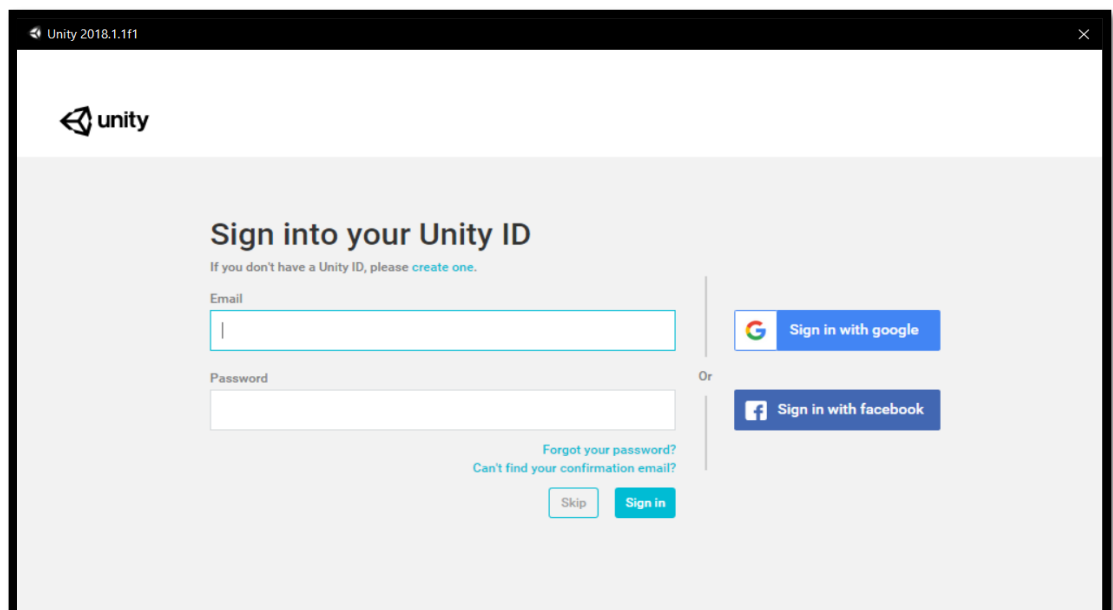 Unity 2018.1.1f1
unity
Sign into your Unity ID
If you don't have a Unity ID, please create one.
Email
Password
Forgot your password?
Can't find your confirmation email?
Skip
Sign in
Or
Sign in with google
Sign in with facebook